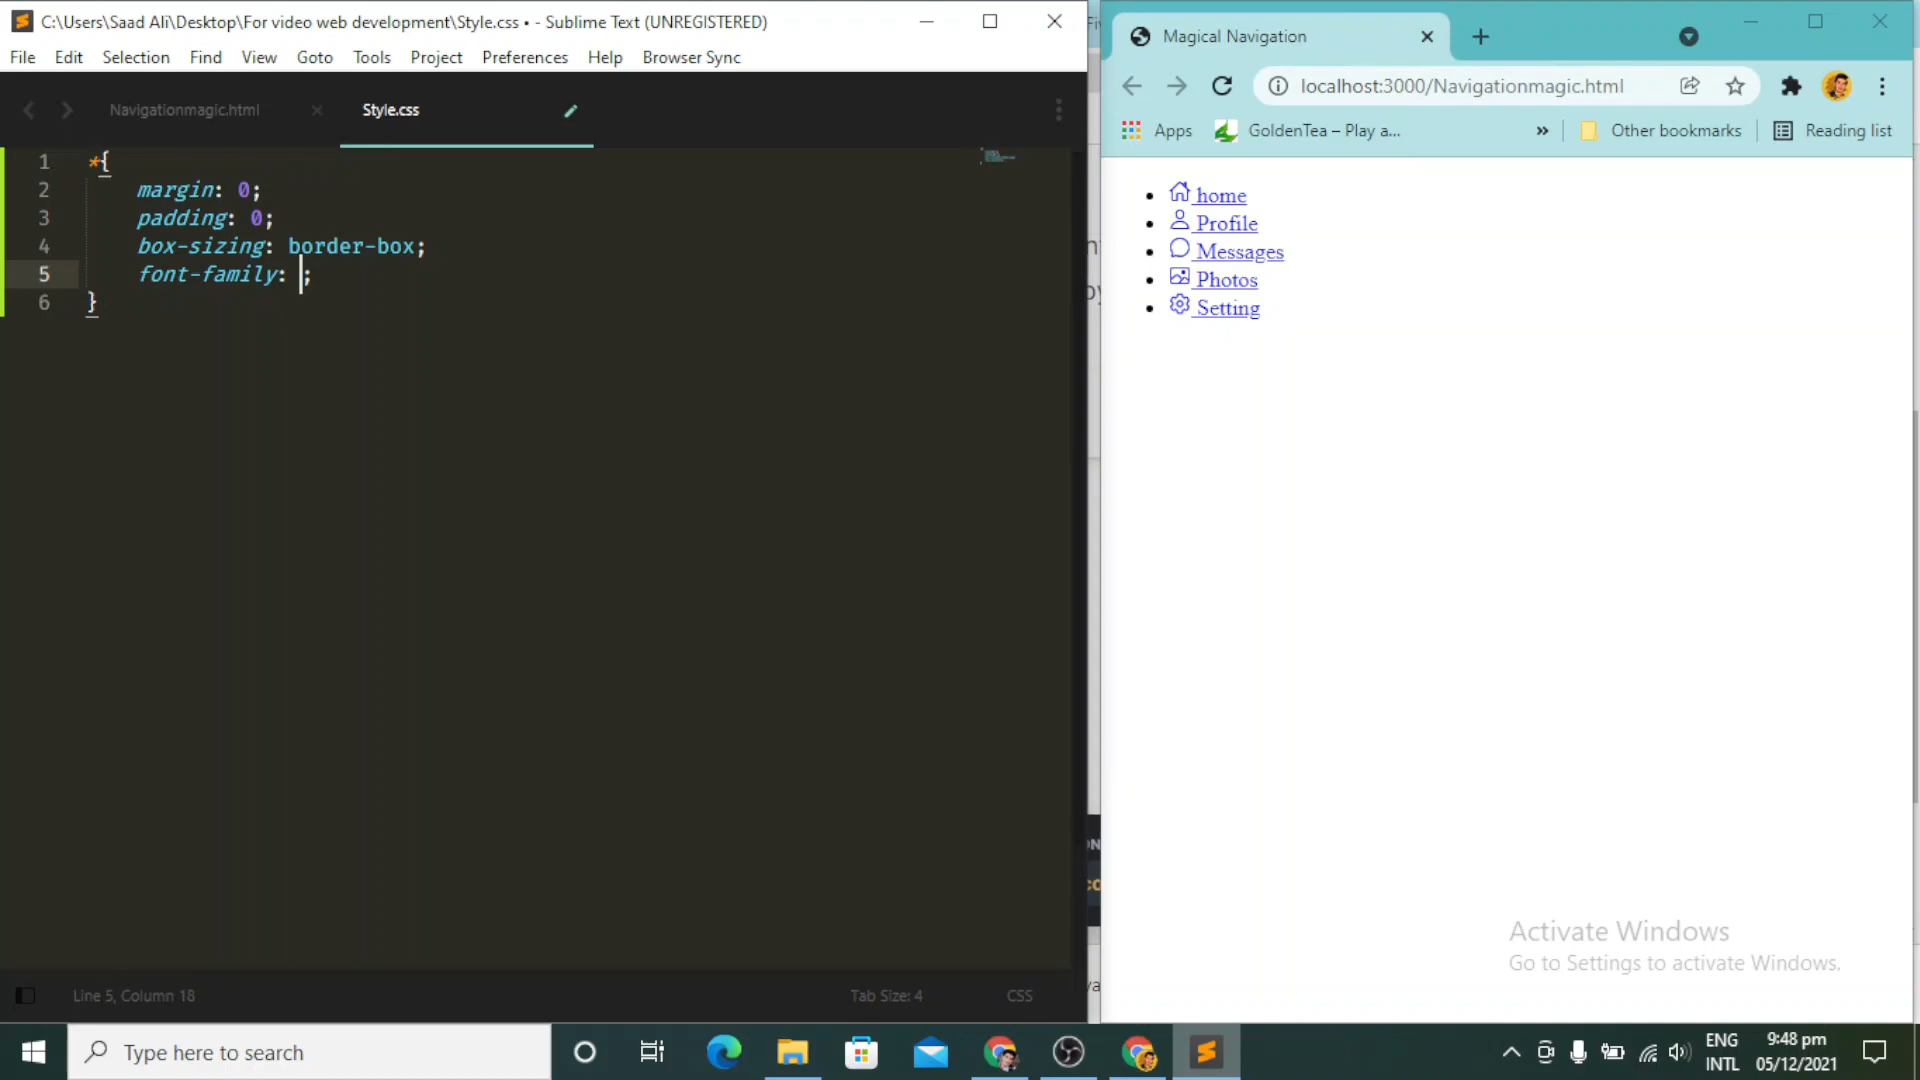 C:\Users\Saad Ali\Desktop\For video web development\Style.css • - Sublime Text (UNREGISTERED)
File Edit Selection Find View Goto Tools Project Preferences Help Browser Sync
Navigationmagic.html
Style.css
1 *{
2 margin: 0;
3 padding: 0;
4 box-sizing: border-box;
5 font-family: ;
6 }
Line 5, Column 18
Tab Size: 4
CSS
Magical Navigation
localhost:3000/Navigationmagic.html
Apps
GoldenTea – Play a...
»
Other bookmarks
Reading list
home
Profile
Messages
Photos
Setting
Activate Windows
Go to Settings to activate Windows.
Type here to search
ENG
INTL
9:48 pm
05/12/2021